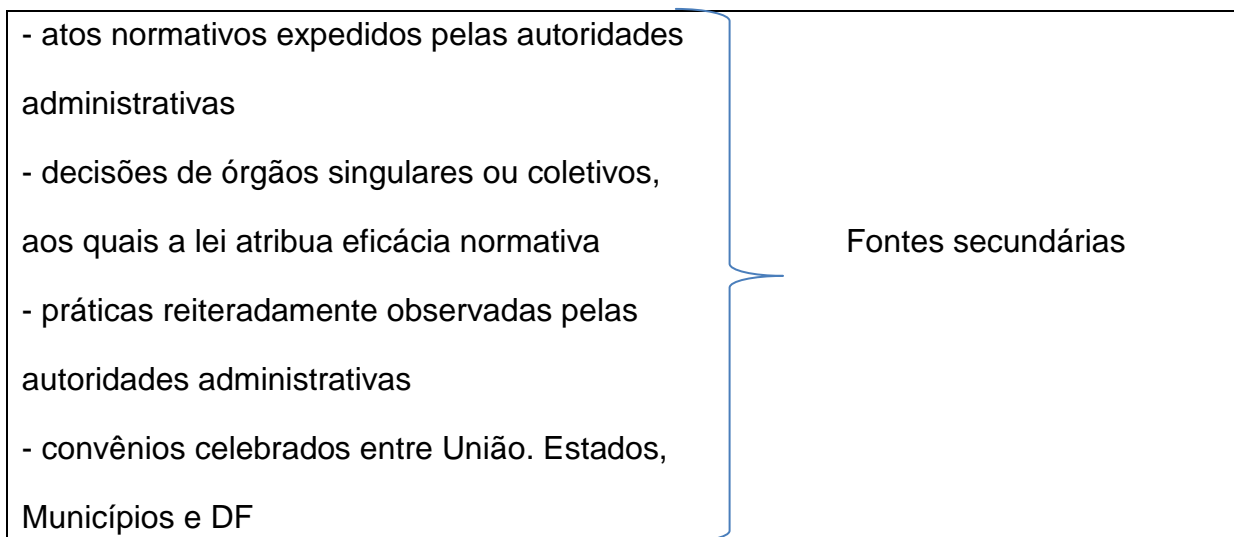 - atos normativos expedidos pelas autoridades
administrativas
- decisões de órgãos singulares ou coletivos,
aos quais a lei atribua eficácia normativa
- práticas reiteradamente observadas pelas
autoridades administrativas
- convênios celebrados entre União. Estados,
Municípios e DF
Fontes secundárias